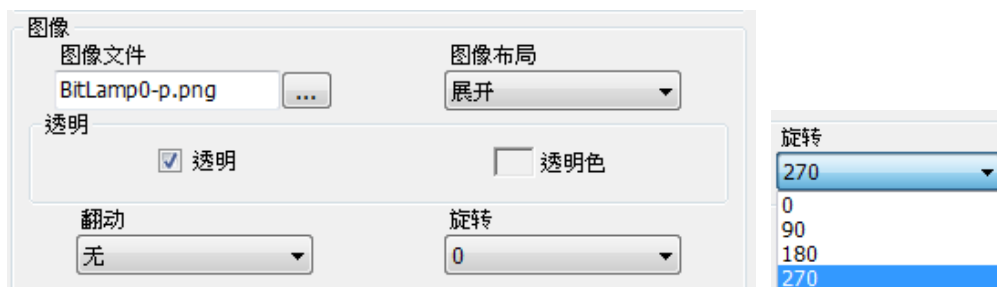 图像
图像文件 图像布局
BitLamp0-p.png ... 展开
透明
透明 透明色
翻动 旋转
无 0
旋转
270
0
90
180
270